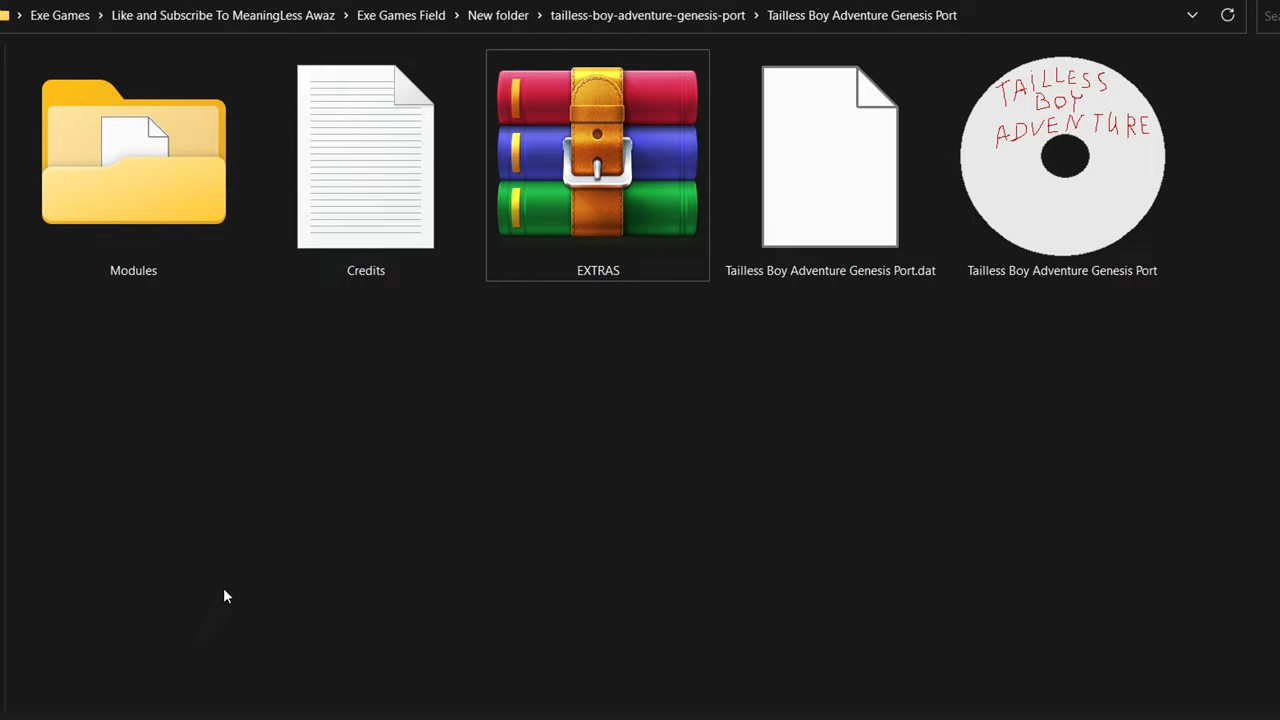 Exe Games > Like and Subscribe To MeaningLess Awaz > Exe Games Field > New folder > tailless-boy-adventure-genesis-port > Tailless Boy Adventure Genesis Port
TAiLLESS
BOY
ADVENTURE
Modules
Credits
EXTRAS
Tailless Boy Adventure Genesis Port.dat
Tailless Boy Adventure Genesis Port